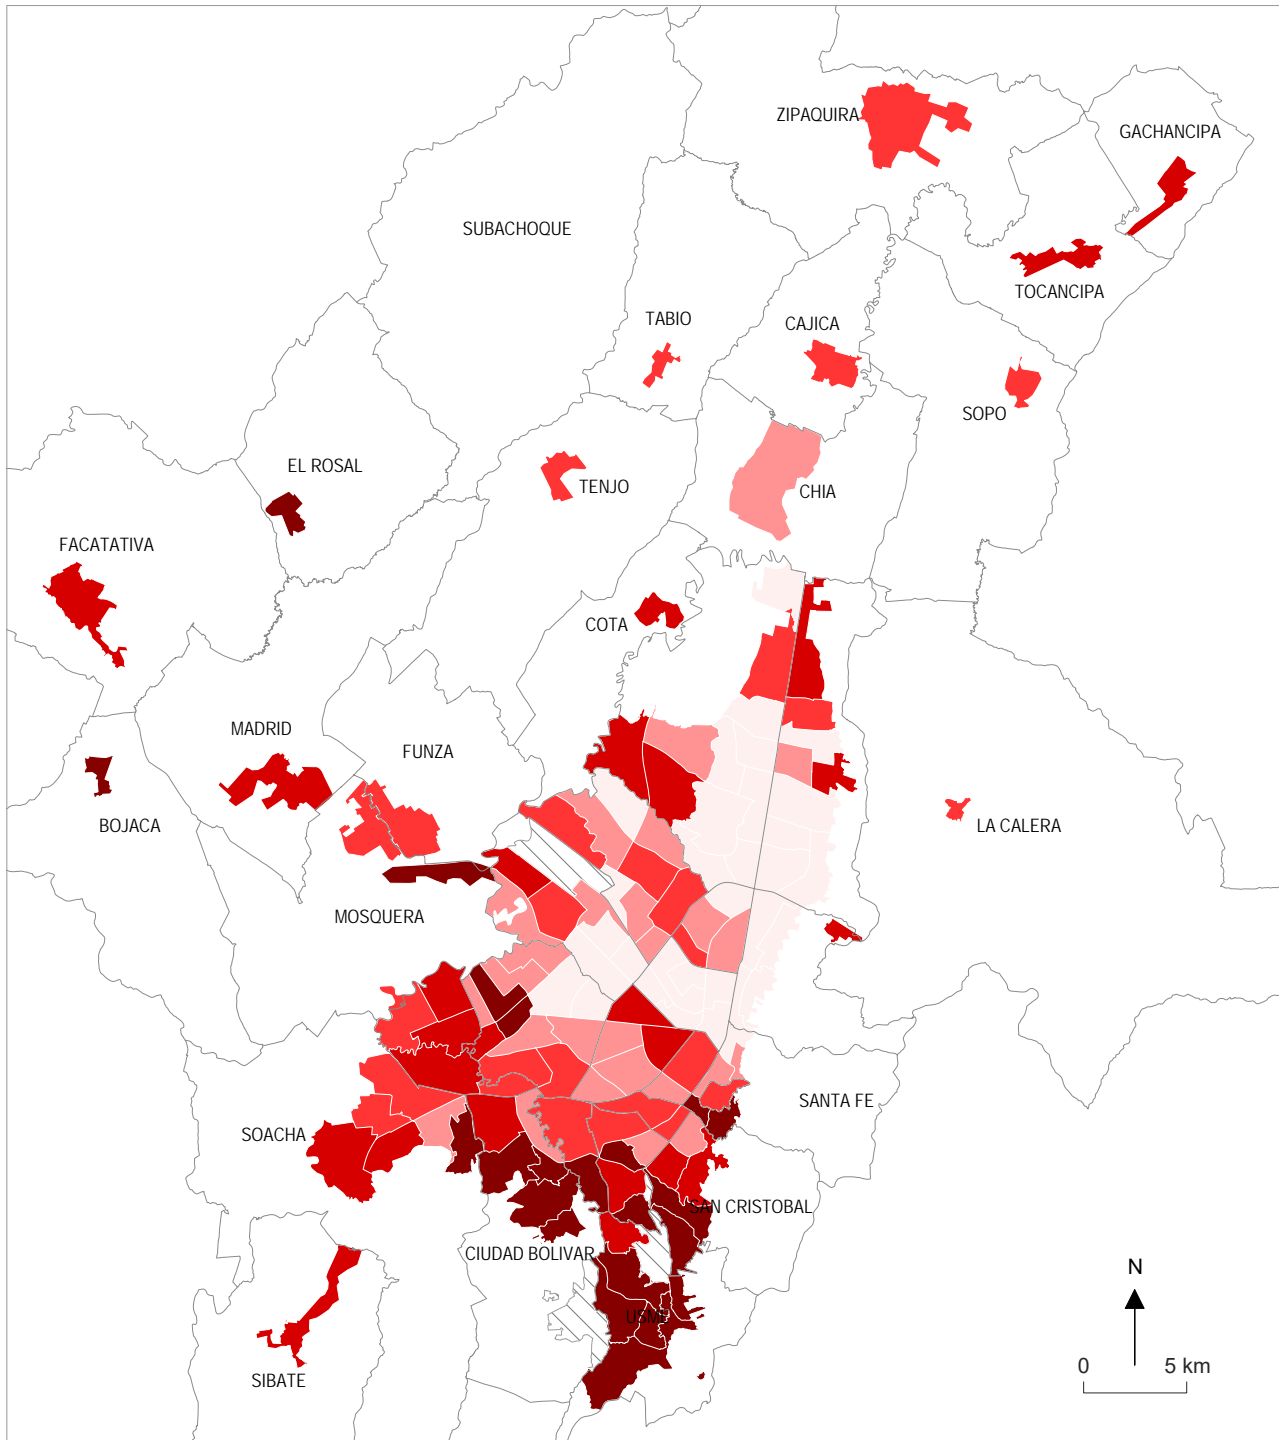 ZIPAQUIRA
GACHANCIPA
SUBACHOQUE
TOCANCIPA
TABIO
CAJICA
SOPO
EL ROSAL
TENJO
CHIA
FACATATIVA
COTA
MADRID
FUNZA
BOJACA
LA CALERA
MOSQUERA
SANTA FE
SOACHA
SAN CRISTOBAL
CIUDAD BOLIVAR
N
USME
0 5 km
SIBATE